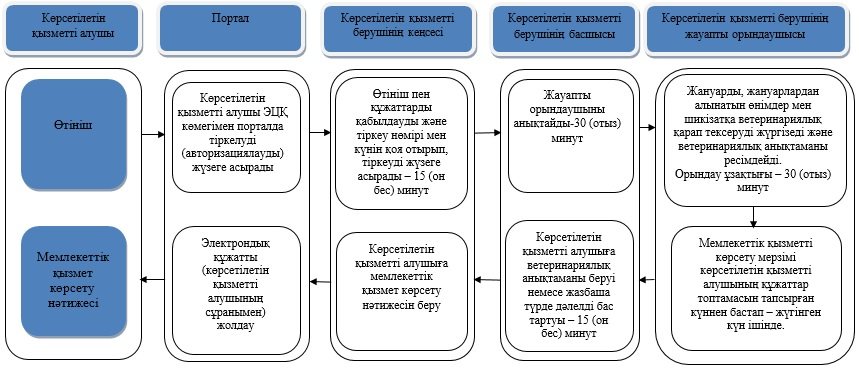 Көрсетілетін
қызметті алушы
Портал
Көрсетілетін қызметті
берушінің кеңсесі
Көрсетілетін қызметті
берушінің басшысы
Көрсетілетін қызметті берушінің
жауапты орындаушысы
Өтініш
Көрсетілетін
қызметті алушы ЭЦҚ
көмегімен порталда
тіркелуді
(авторизациялауды)
жүзеге асырады
Өтініш пен
құжаттарды
қабылдауды және
тіркеу нөмірі мен
күнін қоя отырып,
тіркеуді жүзеге
асырады – 15 (он
бес) минут
Жауапты
орындаушыны
анықтайды-30 (отыз)
минут
Жануарды, жануарлардан
алынатын өнімдер мен
шикізатқа ветеринариялық
қарап тексеруді жүргізеді және
ветеринариялық анықтаманы
ресімдейді.
Орындау ұзақтығы – 30 (отыз)
минут
Мемлекеттік
қызмет
көрсету
нәтижесі
Электрондық
құжатты
(көрсетілетін
қызметті
алушының
сұранымен)
жолдау
Көрсетілетін
қызметті алушыға
мемлекеттік
қызмет көрсету
нәтижесін беру
Көрсетілетін
қызметті алушыға
ветеринариялық
анықтаманы беруі
немесе жазбаша
түрде дәлелді бас
тартуы – 15 (он
бес) минут
Мемлекеттік қызметті
көрсету мерзімі
көрсетілетін қызметті
алушының құжаттар
топтамасын тапсырған
күннен бастап – жүгінген
күн ішінде.